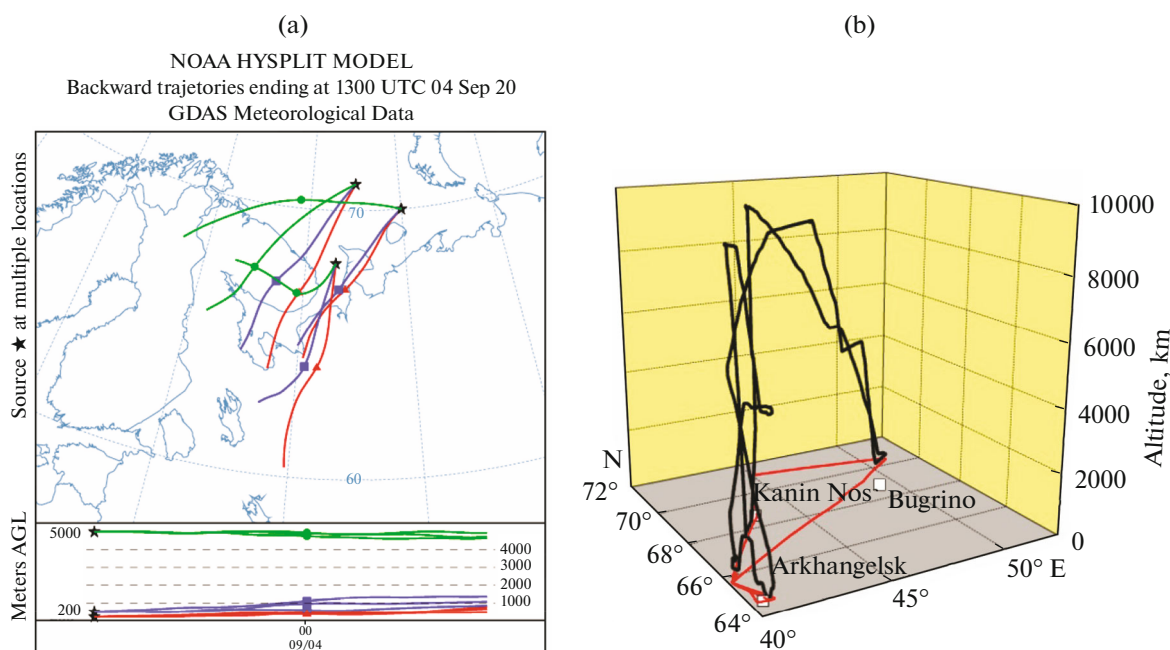 (a)
NOAA HYSPLIT MODEL
Backward trajetories ending at 1300 UTC 04 Sep 20
GDAS Meteorological Data
Source ★ at multiple locations
70
60
Meters AGL
5000
200
4000
3000
2000
1000
00
09/04
(b)
10000
8000
6000
4000
2000
0
Altitude, km
N
72°
70°
68°
66°
64°
40°
45°
50° E
Kanin Nos
Bugrino
Arkhangelsk